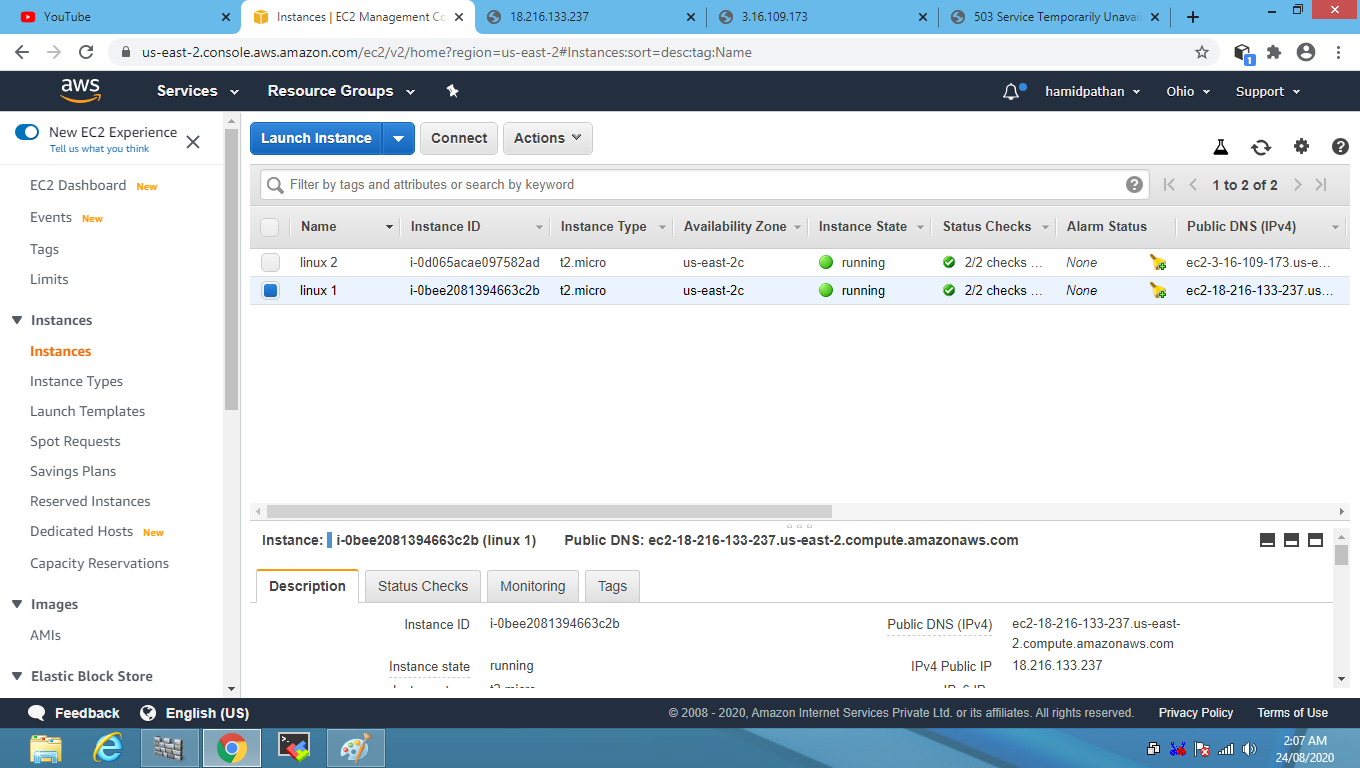 YouTube
Instances | EC2 Management Co
18.216.133.237
3.16.109.173
503 Service Temporarily Unavai
us-east-2.console.aws.amazon.com/ec2/v2/home?region=us-east-2#Instances:sort=desc:tag:Name
1
aws
Services
Resource Groups
hamidpathan
Ohio
Support
New EC2 Experience
Tell us what you think
EC2 Dashboard New
Events New
Tags
Limits
Instances
Instances
Instance Types
Launch Templates
Spot Requests
Savings Plans
Reserved Instances
Dedicated Hosts New
Capacity Reservations
Images
AMIs
Elastic Block Store
Launch Instance
Connect
Actions
Filter by tags and attributes or search by keyword
1 to 2 of 2
Name Instance ID Instance Type Availability Zone Instance State Status Checks Alarm Status Public DNS (IPv4)
linux 2 i-0d065acae097582ad t2.micro us-east-2c running 2/2 checks ... None ec2-3-16-109-173.us-e...
linux 1 i-0bee2081394663c2b t2.micro us-east-2c running 2/2 checks ... None ec2-18-216-133-237.us...
Instance: i-0bee2081394663c2b (linux 1) Public DNS: ec2-18-216-133-237.us-east-2.compute.amazonaws.com
Description Status Checks Monitoring Tags
Instance ID i-0bee2081394663c2b
Public DNS (IPv4) ec2-18-216-133-237.us-east-
2.compute.amazonaws.com
Instance state running
IPv4 Public IP 18.216.133.237
Feedback
English (US)
© 2008 - 2020, Amazon Internet Services Private Ltd. or its affiliates. All rights reserved.
Privacy Policy
Terms of Use
2:07 AM
24/08/2020